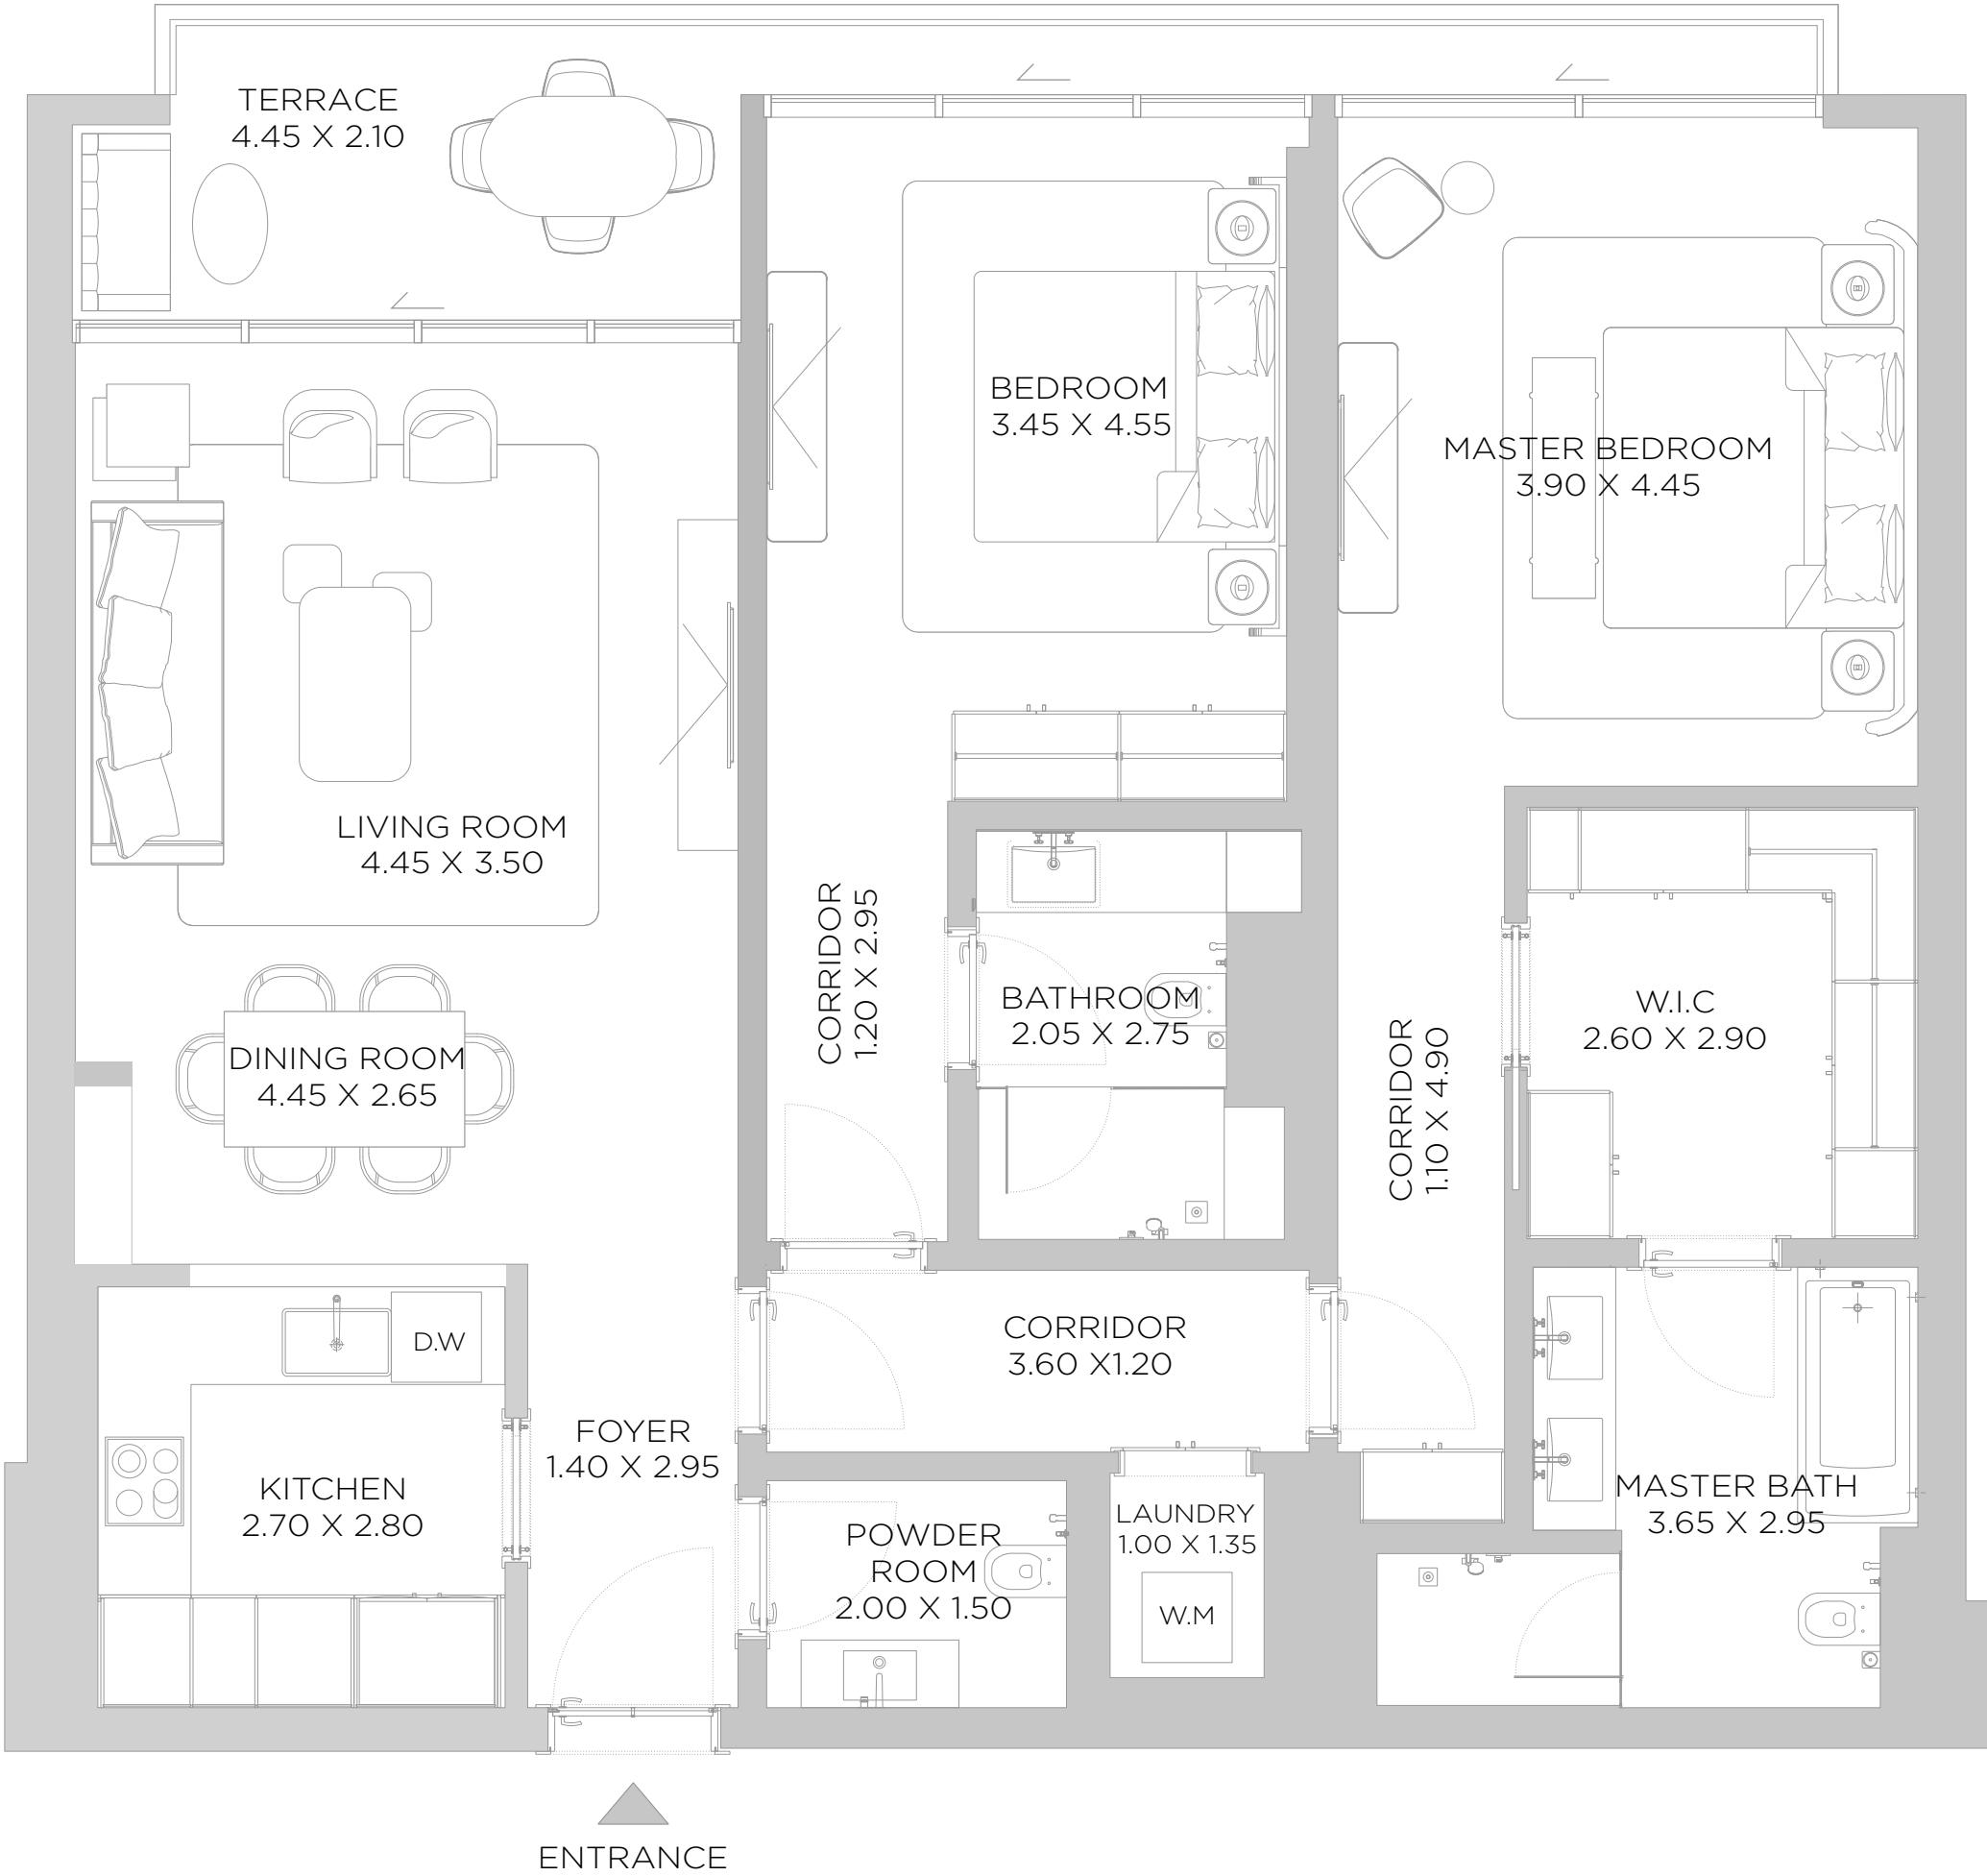 TERRACE
4.45 X 2.10
BEDROOM
3.45 X 4.55
MASTER BEDROOM
3.90 X 4.45
LIVING ROOM
4.45 X 3.50
CORRIDOR
1.20 X 2.95
BATHROOM
2.05 X 2.75
W.I.C
2.60 X 2.90
DINING ROOM
4.45 X 2.65
CORRIDOR
1.10 X 4.90
D.W
CORRIDOR
3.60 X1.20
FOYER
1.40 X 2.95
KITCHEN
2.70 X 2.80
MASTER BATH
3.65 X 2.95
LAUNDRY
1.00 X 1.35
POWDER
ROOM
2.00 X 1.50
W.M
ENTRANCE